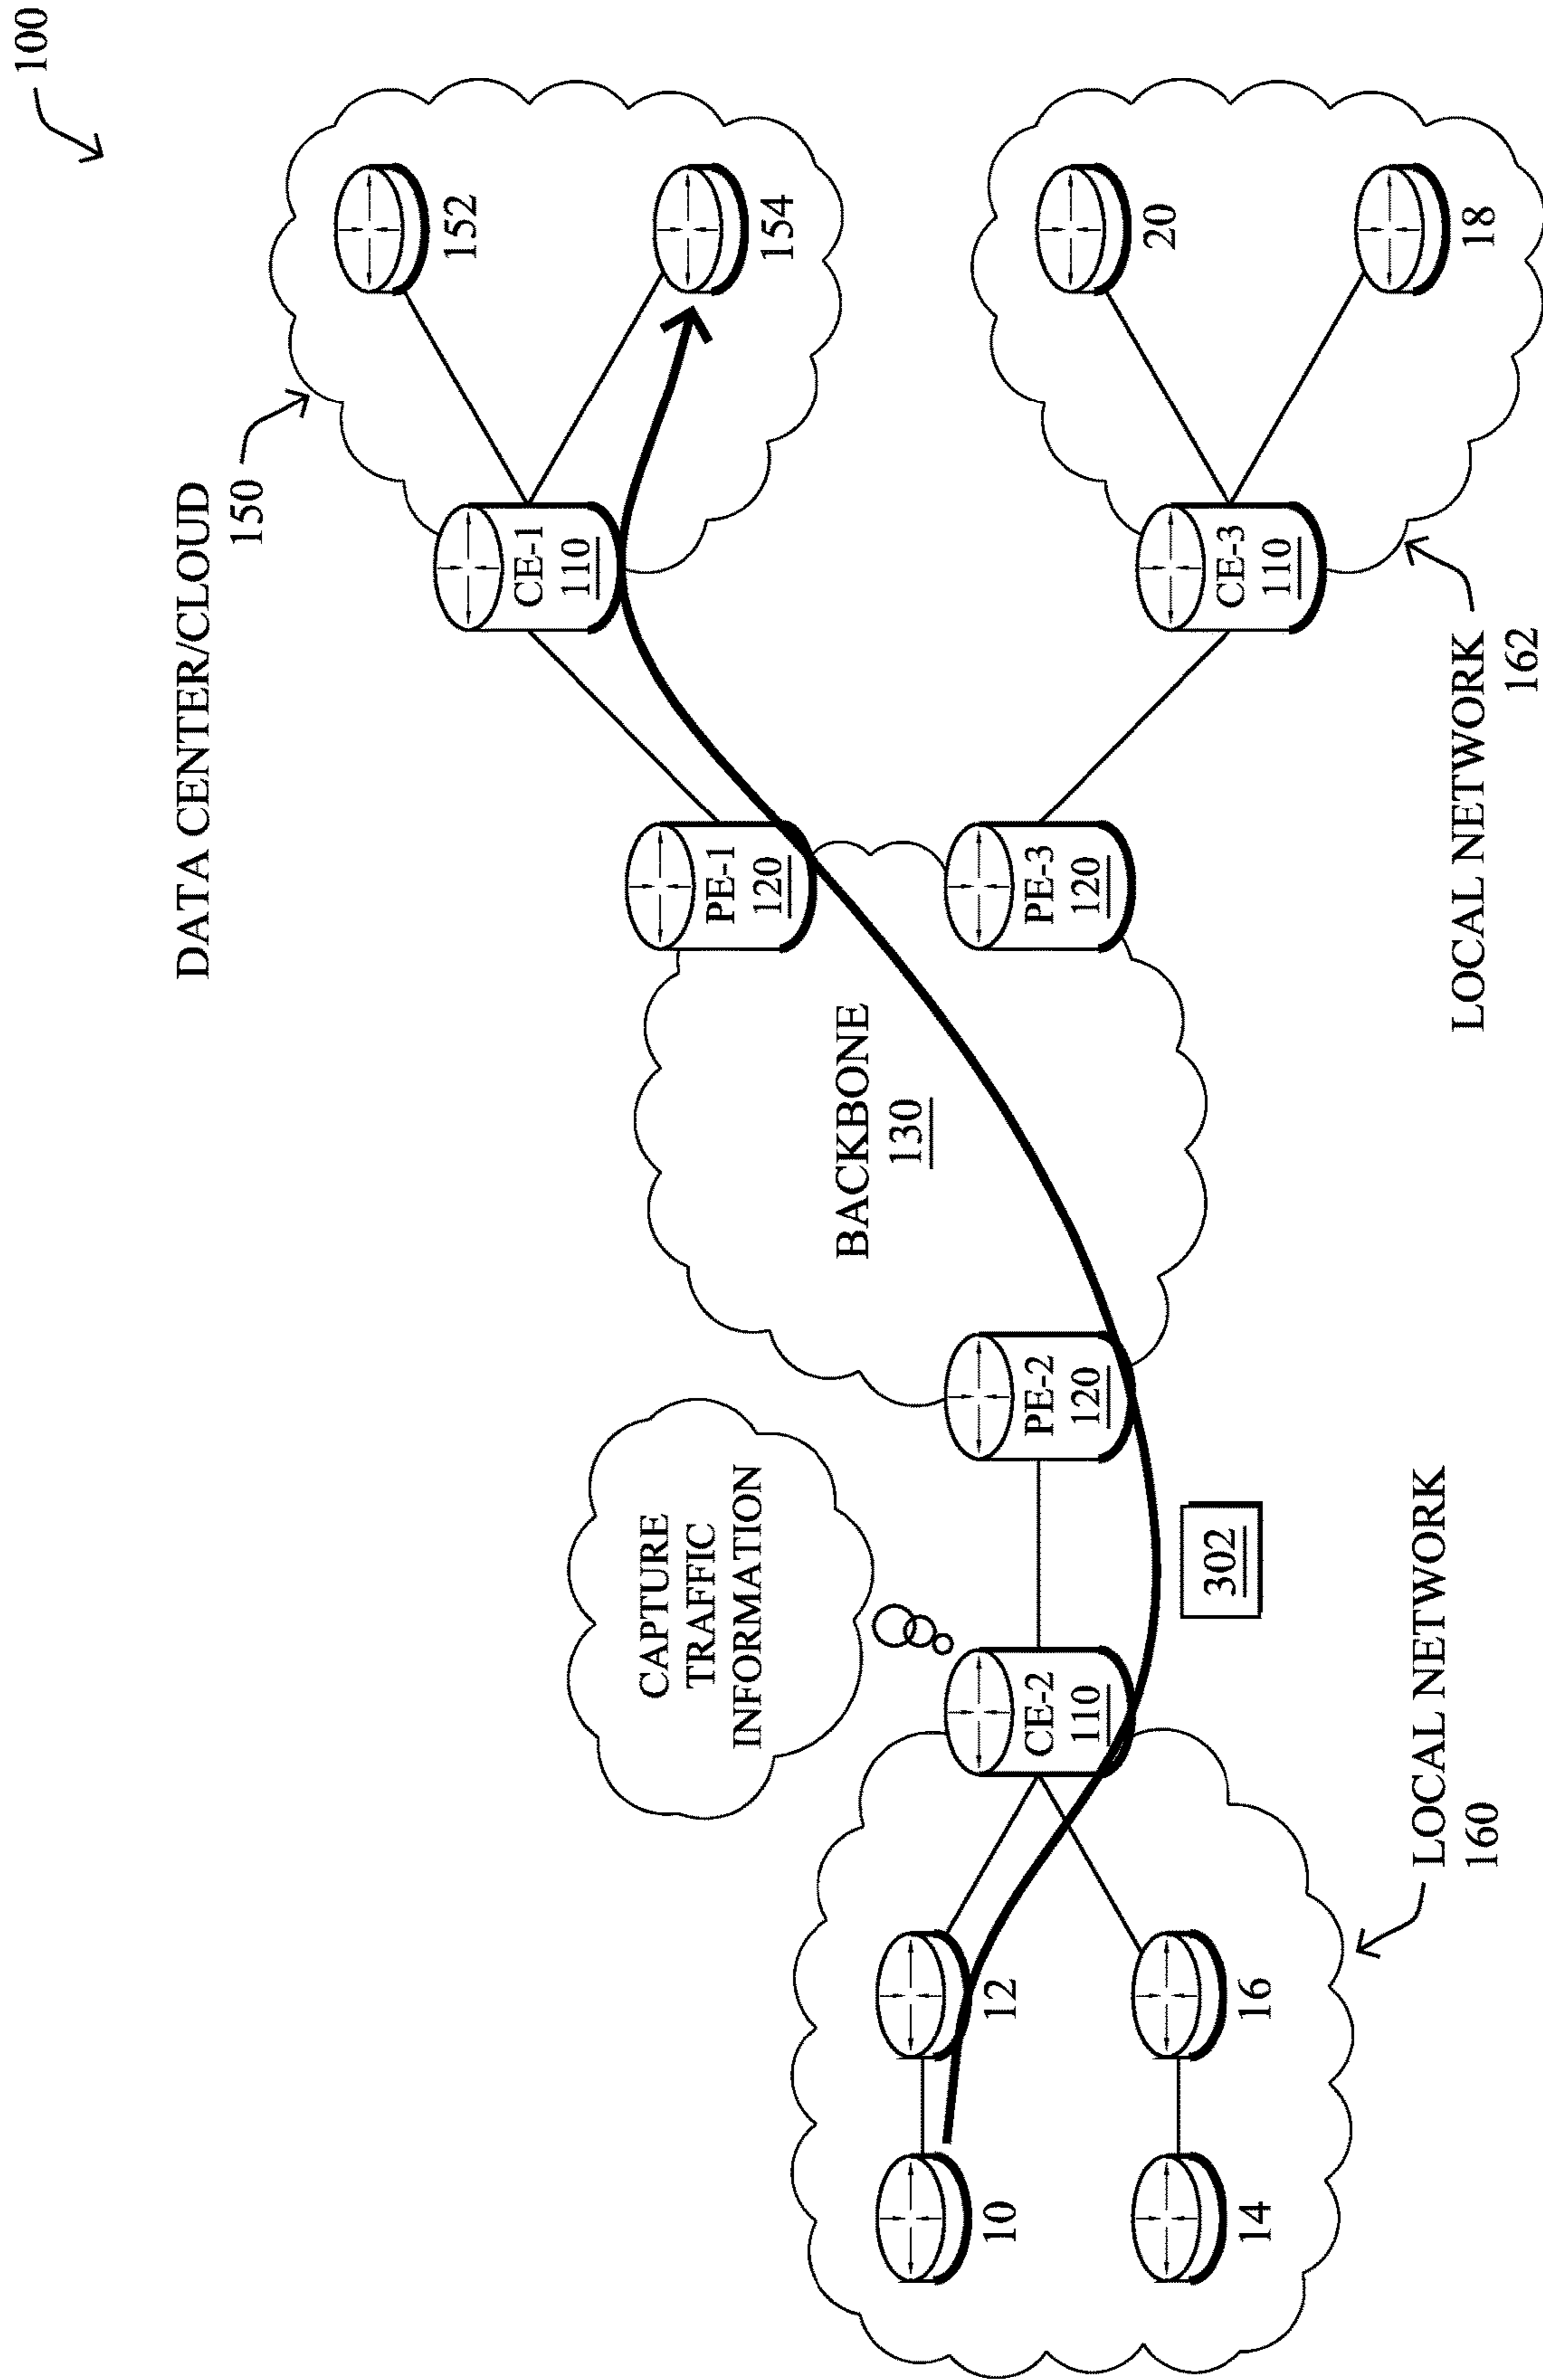 100
DATA CENTER/CLOUD
150
152
154
CE-1
110
PE-1
120
BACKBONE
130
PE-3
120
CE-3
110
20
18
LOCAL NETWORK
162
CAPTURE
TRAFFIC
INFORMATION
PE-2
120
302
CE-2
110
12
10
16
14
LOCAL NETWORK
160